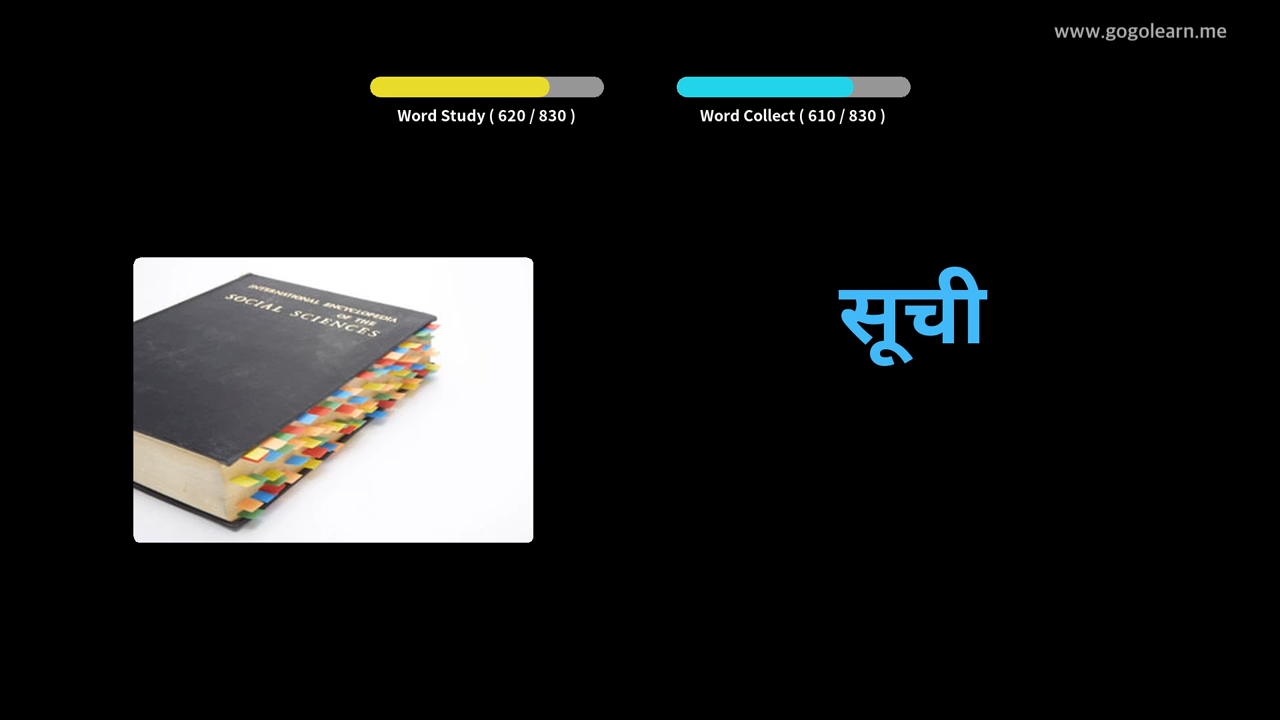 www.gogolearn.me
Word Study ( 620 / 830 )
Word Collect ( 610 / 830 )
INTERNATIONAL ENCYCLOPEDIA
OF THE
SOCIAL SCIENCES
सूची